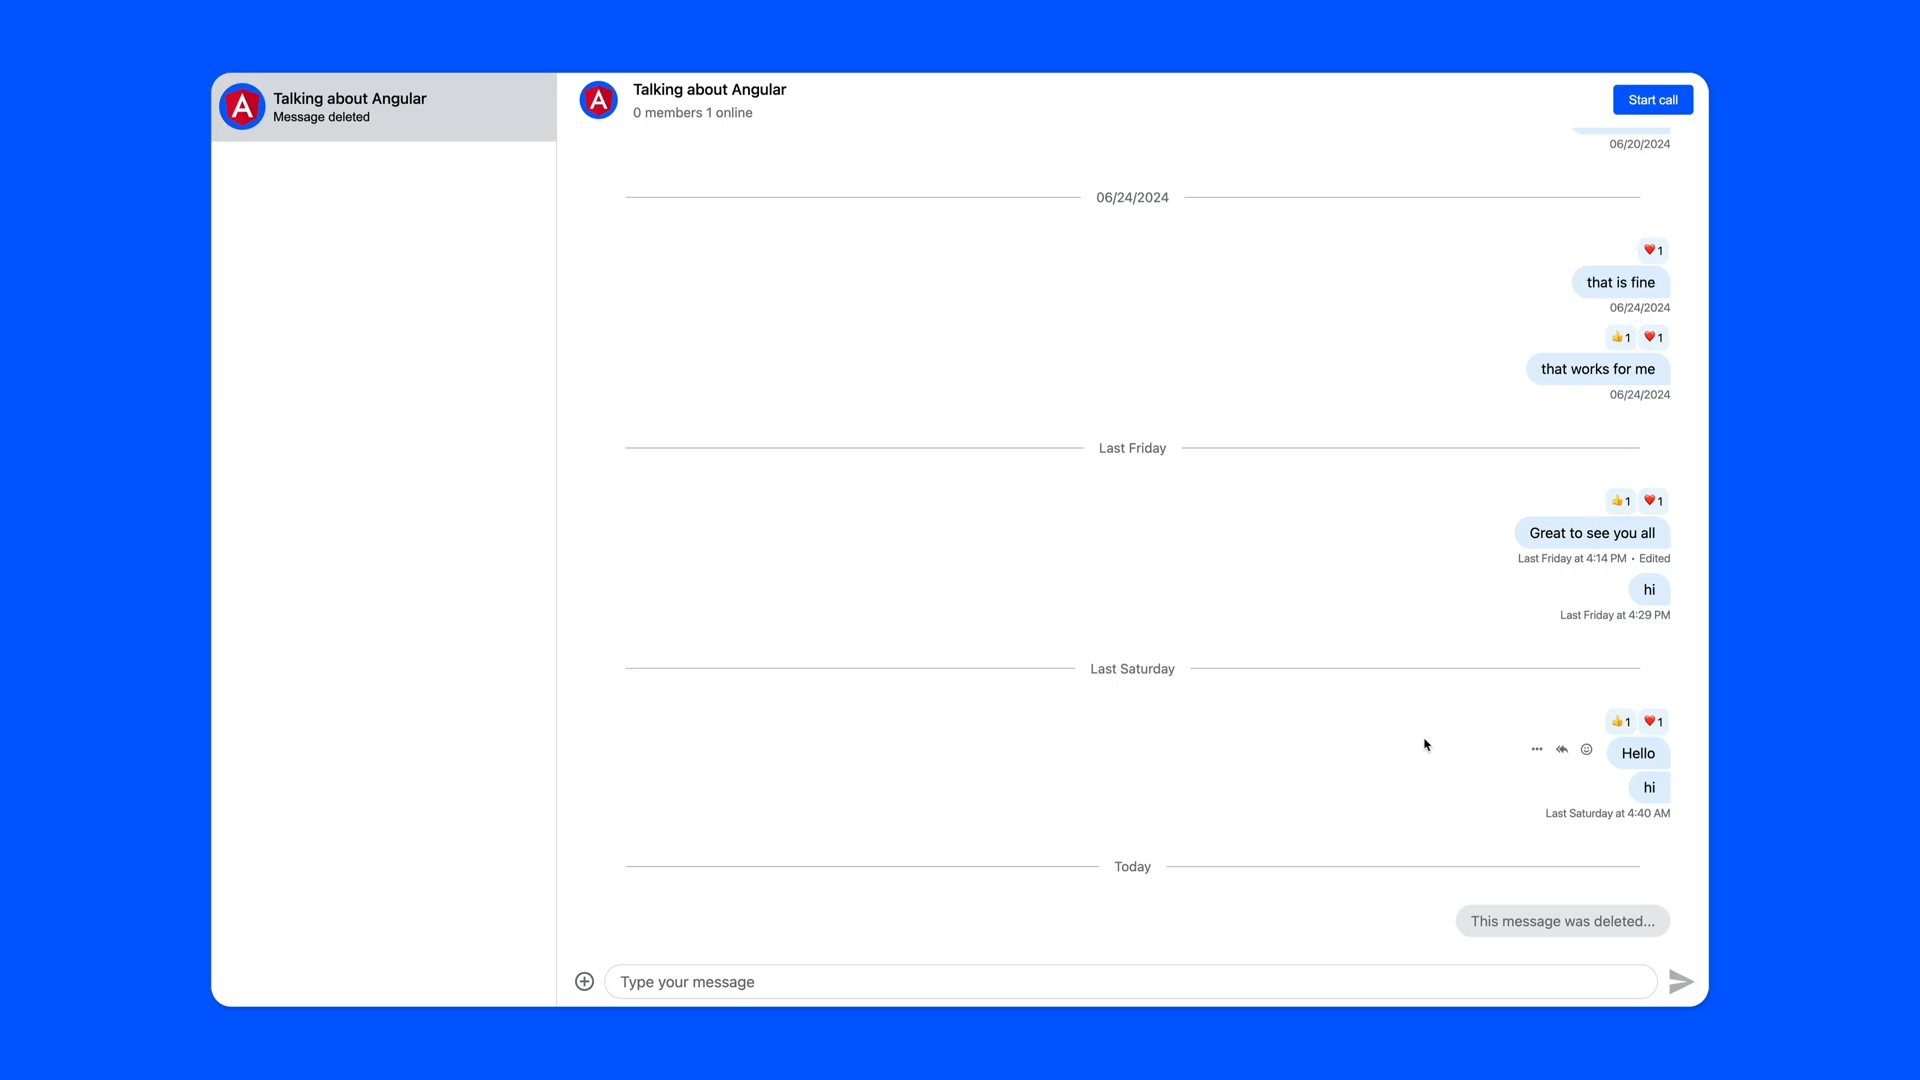 Talking about Angular
Message deleted
Talking about Angular
0 members 1 online
Start call
06/20/2024
06/24/2024
❤️ 1
that is fine
06/24/2024
👍 1 ❤️ 1
that works for me
06/24/2024
Last Friday
👍 1 ❤️ 1
Great to see you all
Last Friday at 4:14 PM • Edited
hi
Last Friday at 4:29 PM
Last Saturday
👍 1 ❤️ 1
Hello
hi
Last Saturday at 4:40 AM
Today
This message was deleted...
Type your message